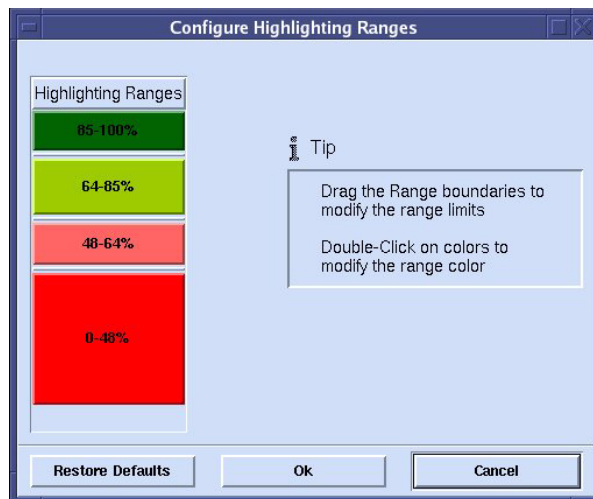 Configure Highlighting Ranges
Highlighting Ranges
85-100%
64-85%
48-64%
0-48%
Tip
Drag the Range boundaries to
modify the range limits
Double-Click on colors to
modify the range color
Restore Defaults
Ok
Cancel